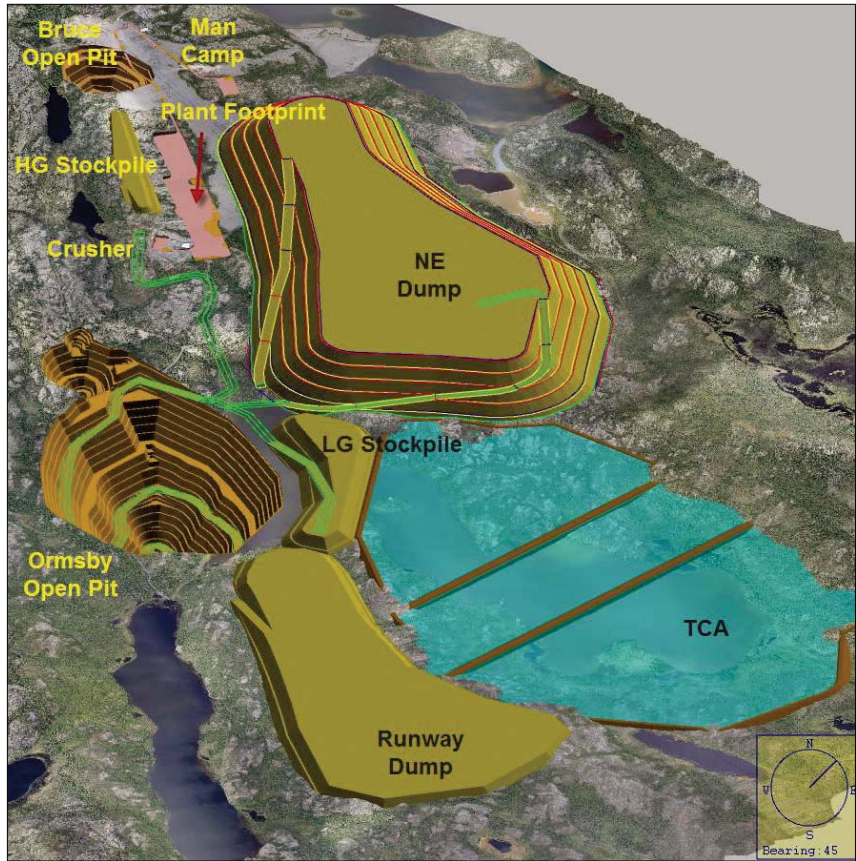 Bruce
Open Pit
Man
Camp
Plant Footprint
HG Stockpile
Crusher
NE
Dump
LG Stockpile
Ormsby
Open Pit
TCA
Runway
Dump
N
W
E
S
Bearing:45